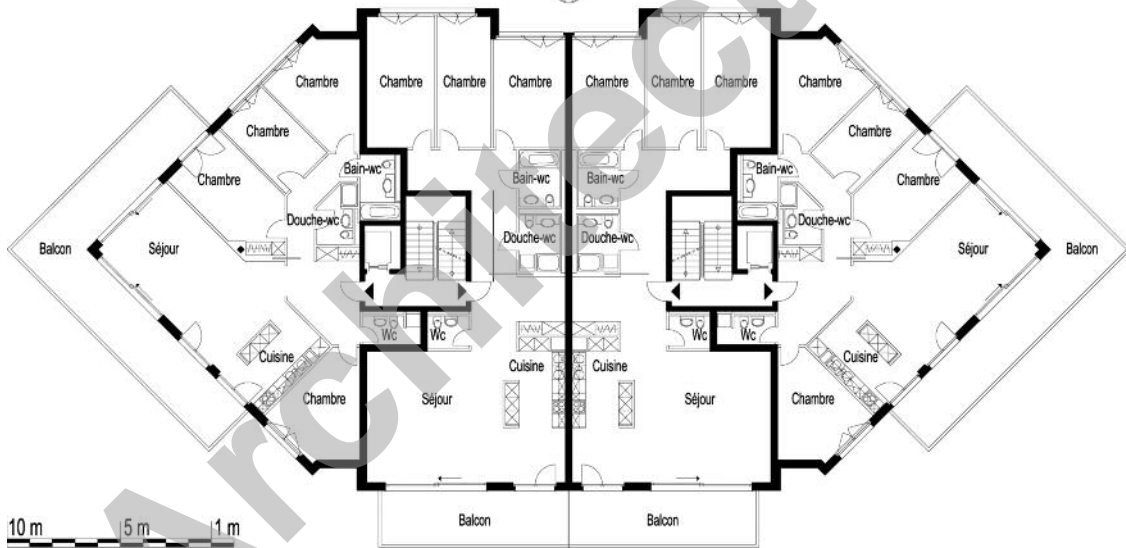 Chambre Chambre Chambre Chambre Chambre Chambre
Chambre Chambre
Chambre Chambre
Bain-wc Bain-wc Bain-wc Bain-wc
Chambre Chambre
Douche-wc Douche-wc Douche-wc Douche-wc
Balcon Séjour Séjour Balcon
Wc Wc Wc Wc
Cuisine Cuisine Cuisine Cuisine
Chambre Séjour Séjour Chambre
Balcon Balcon
10 m 5 m 1 m
Architect